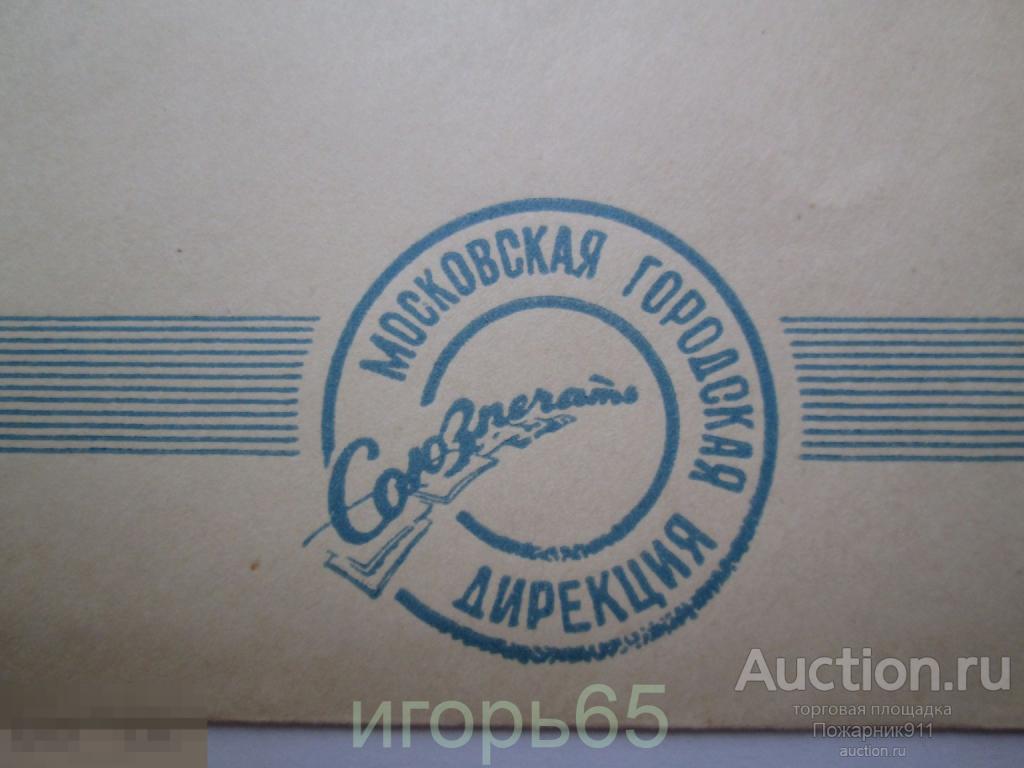 МОСКОВСКАЯ ГОРОДСКАЯ
ДИРЕКЦИЯ
Союзпечать
игорь65
Auction.ru
торговая площадка
Пожарник911
auction.ru